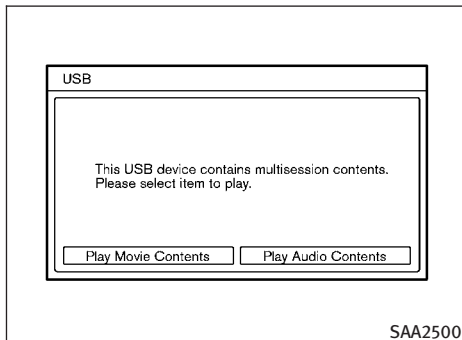 USB
This USB device contains multisession contents.
Please select item to play.
Play Movie Contents
Play Audio Contents
SAA2500